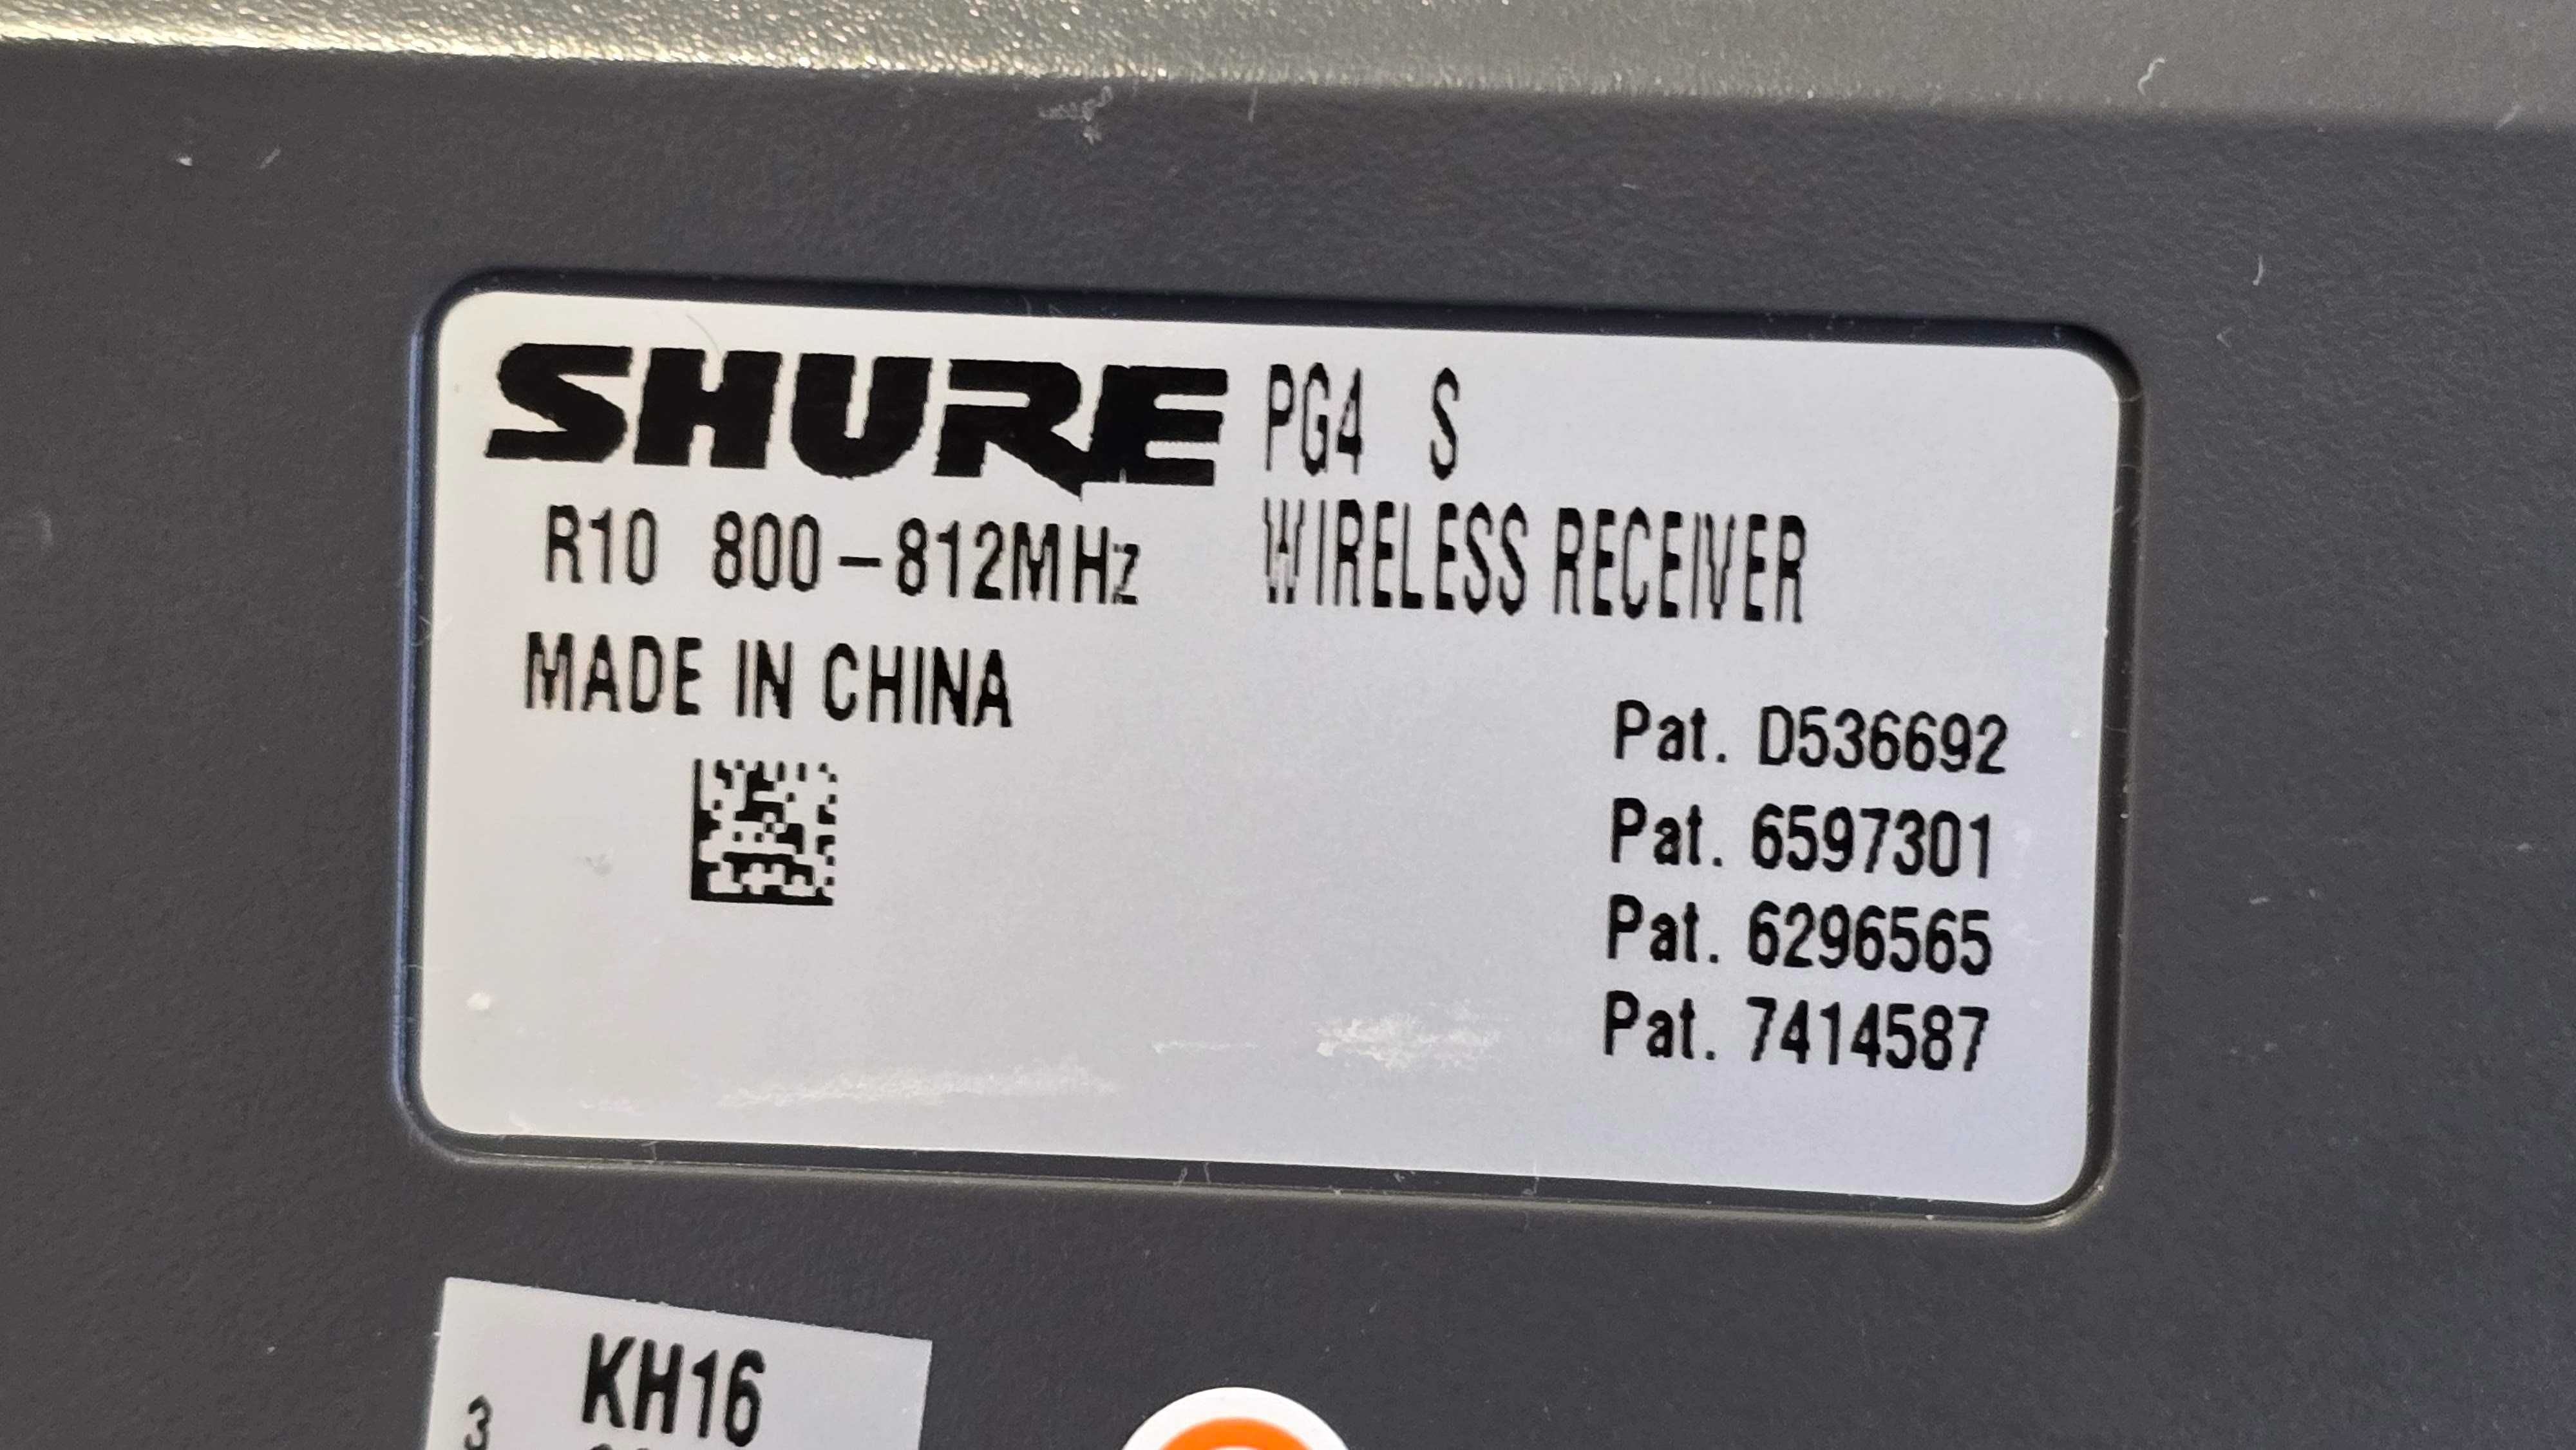 SHURE PG4 S
R10 800-812MHz WIRELESS RECEIVER
MADE IN CHINA
Pat. D536692
Pat. 6597301
Pat. 6296565
Pat. 7414587
KH16
3